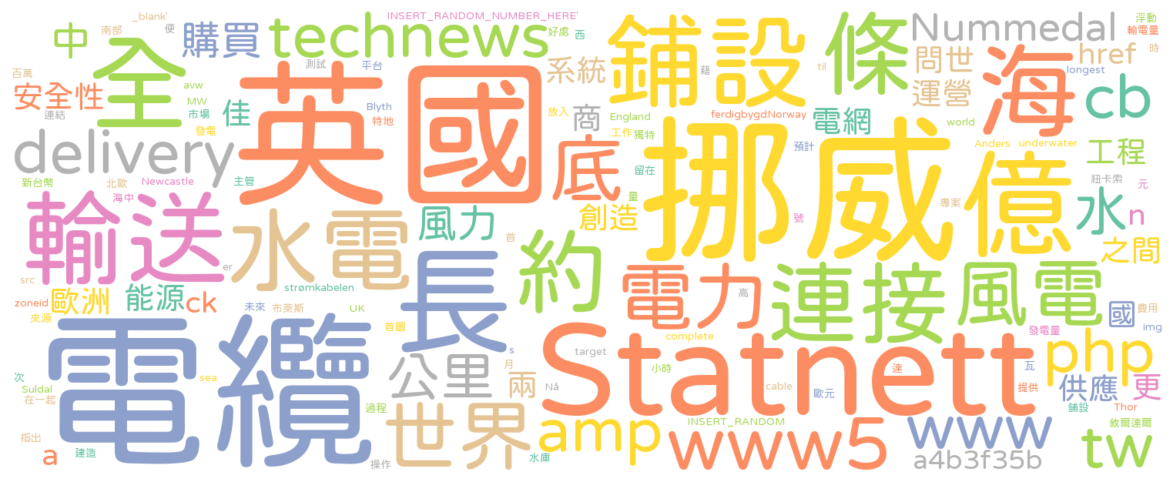 _blank'
INSERT_RANDOM_NUMBER_HERE'
浮動
中
南部
便
購買
technews
好處
西
鋪設
條
Nummedal
輸電量
全
英國
測試
平台
系統
藉
問世
href
時
百萬
avw
海
longest
til
安全性
MW
佳
Blyth
放入
商
ferdigbygdNorway
運營
cb
連結
市場
特地
England
電網
world
發電
工作
獨特
delivery
底
挪威
預計
Anders
underwater
億
工程
新台幣
北歐
Newcastle
主管
留在
紐卡索
元
輸送
海中
水電
風力
量
創造
專案
號
水
n
首
約
高
之間
er
src
strømkabelen
長
電力
連接
風電
zoneid
歐洲
能源
ck
未來
布萊斯
UK
國
費用
來源
電纜
首圖
complete
發電量
img
s
Statnett
target
php
次
公里
月
兩
Nå
小時
達
瓦
Suldal
sea
cable
歐元
提供
供應
更
在一起
世界
鋪設
Thor
過程
amp
INSERT_RANDOM
www5
www
敘爾達爾
指出
a
建造
操作
水庫
a4b3f35b
tw